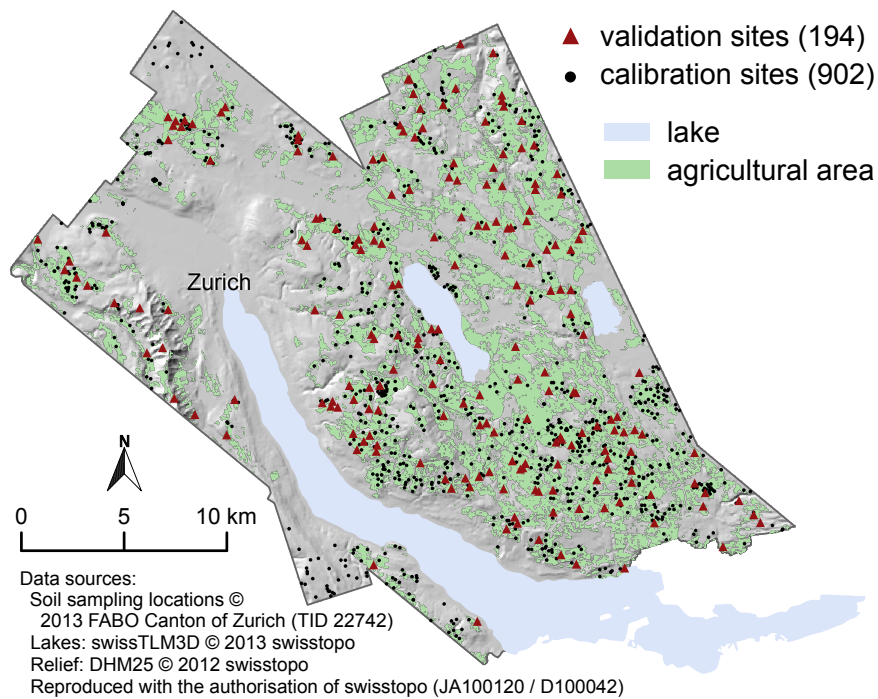 validation sites (194)
calibration sites (902)
lake
agricultural area
Zurich
N
0 5 10 km
Data sources:
Soil sampling locations ©
2013 FABO Canton of Zurich (TID 22742)
Lakes: swissTLM3D © 2013 swisstopo
Relief: DHM25 © 2012 swisstopo
Reproduced with the authorisation of swisstopo (JA100120 / D100042)